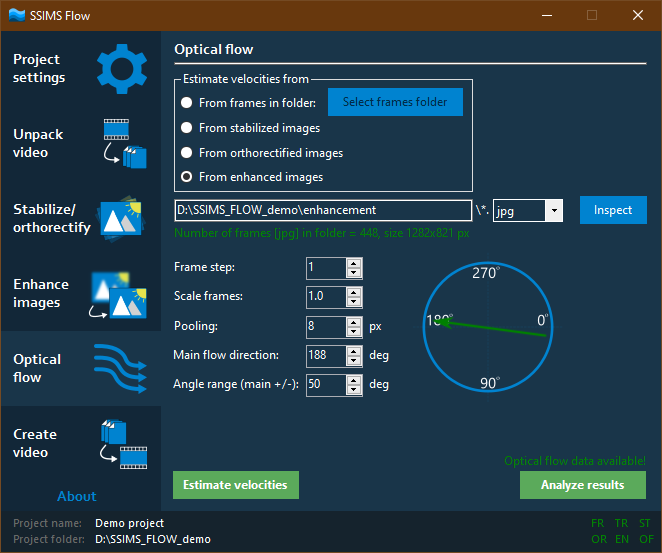 SSIMS Flow
Project
settings
Unpack
video
Stabilize/
orthorectify
Enhance
images
Optical
flow
Create
video
About
Optical flow
Estimate velocities from
From frames in folder: Select frames folder
From stabilized images
From orthorectified images
From enhanced images
D:\SSIMS_FLOW_demo\enhancement \*. jpg Inspect
Number of frames [jpg] in folder = 448, size 1282x821 px
Frame step: 1
Scale frames: 1.0
Pooling: 8 px
Main flow direction: 188 deg
Angle range (main +/-): 50 deg
270°
180° 0°
90°
Optical flow data available!
Estimate velocities Analyze results
Project name: Demo project FR TR ST
Project folder: D:\SSIMS_FLOW_demo OR EN OF